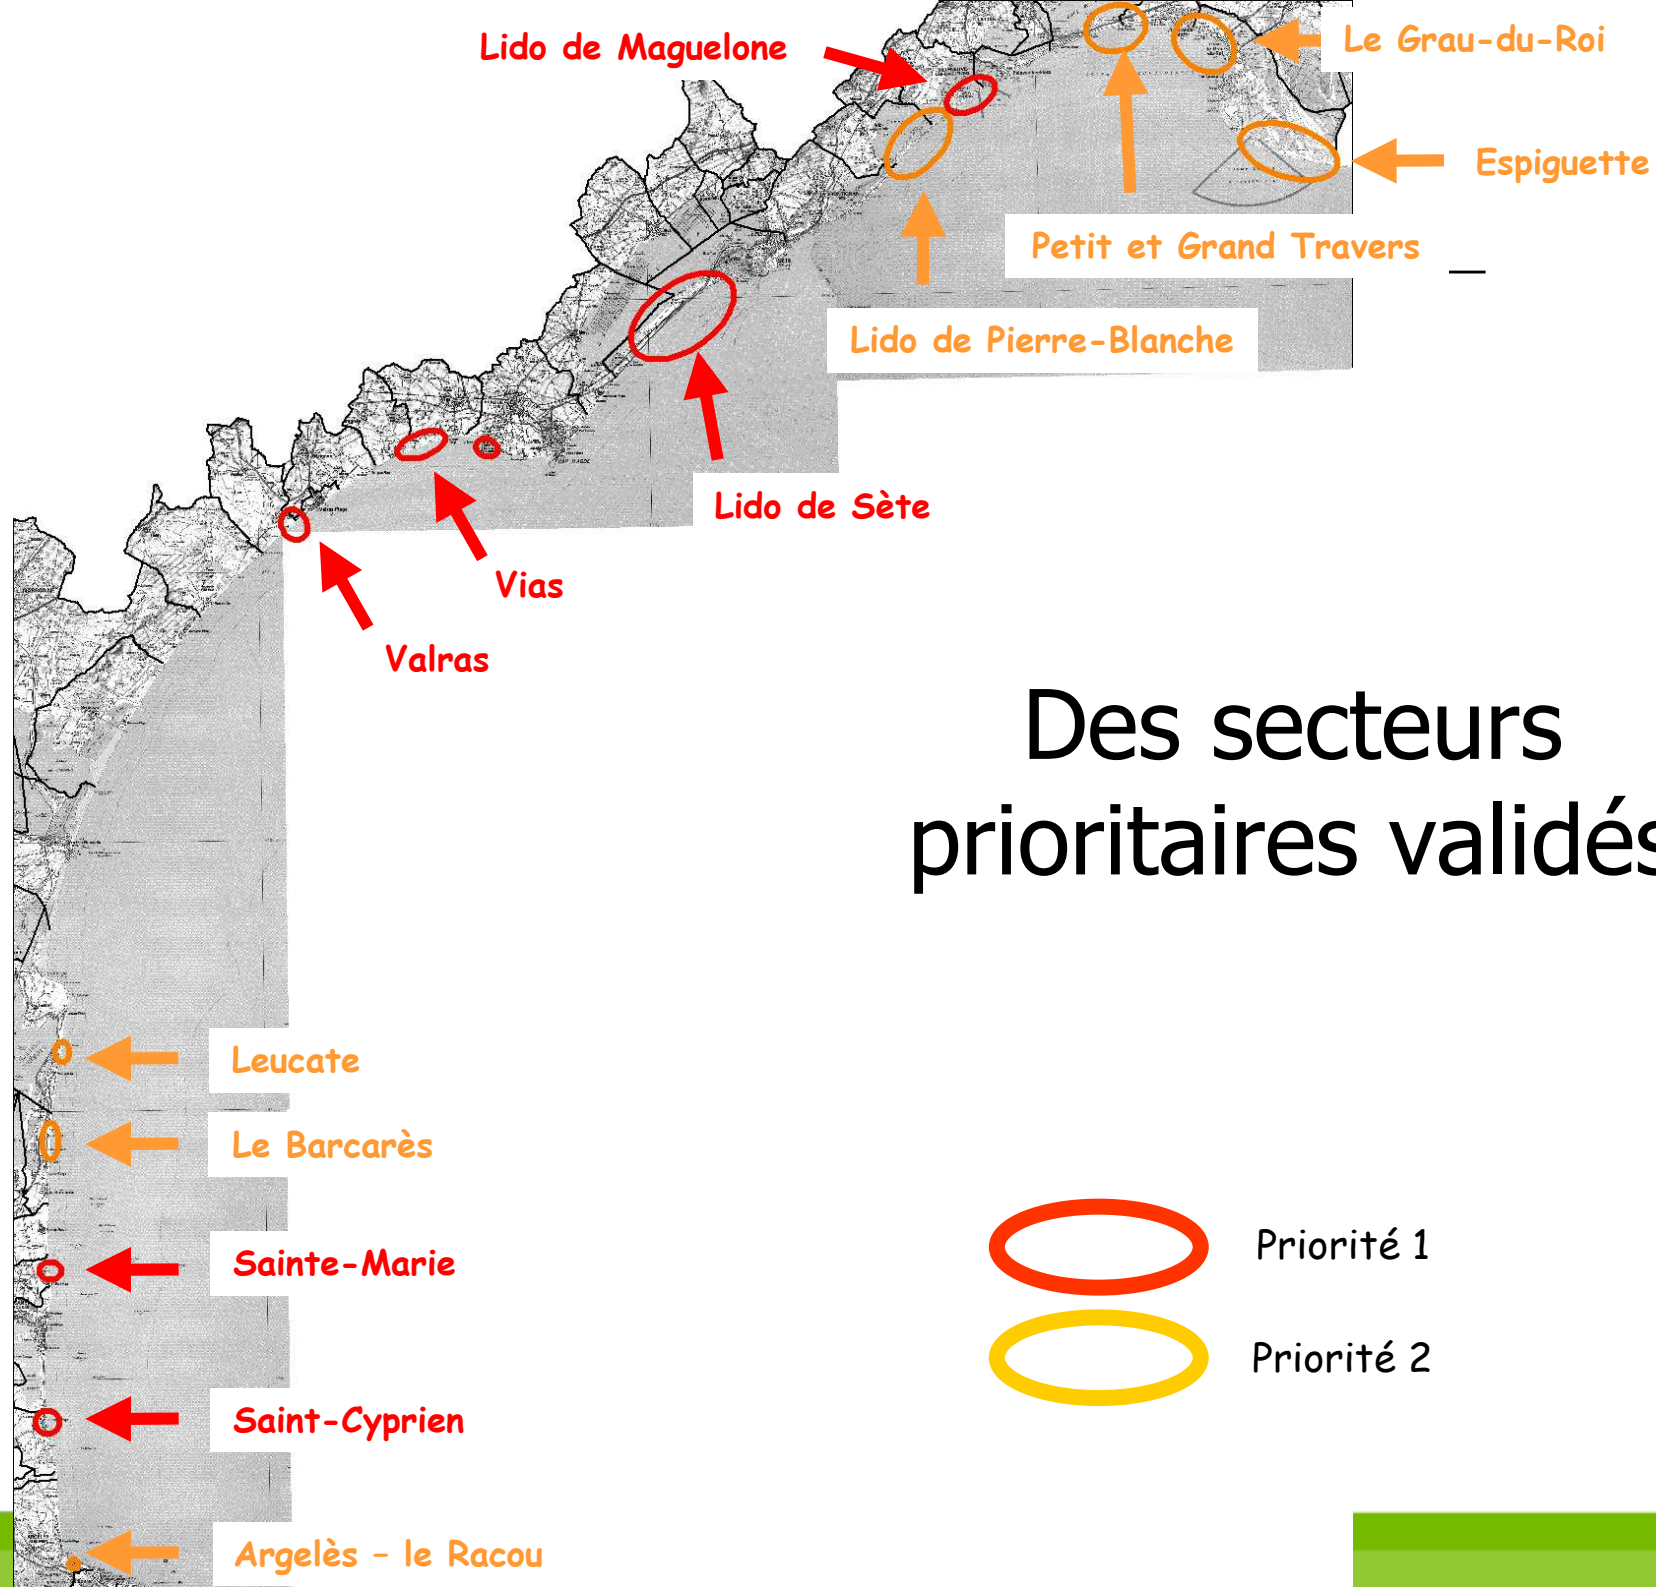 Lido de Maguelone
Le Grau-du-Roi
Espiguette
Petit et Grand Travers
Lido de Pierre-Blanche
Lido de Sète
Vias
Valras
Des secteurs
prioritaires validés
Leucate
Le Barcarès
Sainte-Marie
Priorité 1
Priorité 2
Saint-Cyprien
Argelès – le Racou